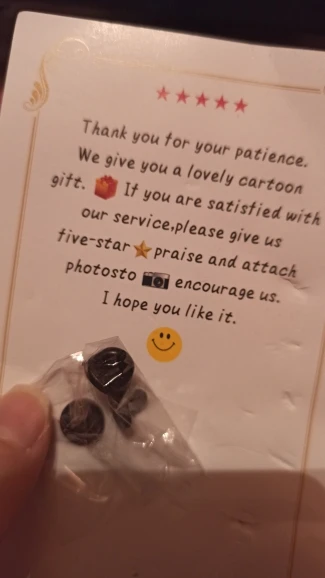 ★★★★★
Thank you for your patience.
We give you a lovely cartoon
gift. 🎁 If you are satisfied with
our service,please give us
five-star⭐praise and attach
photosto 📷 encourage us.
I hope you like it.